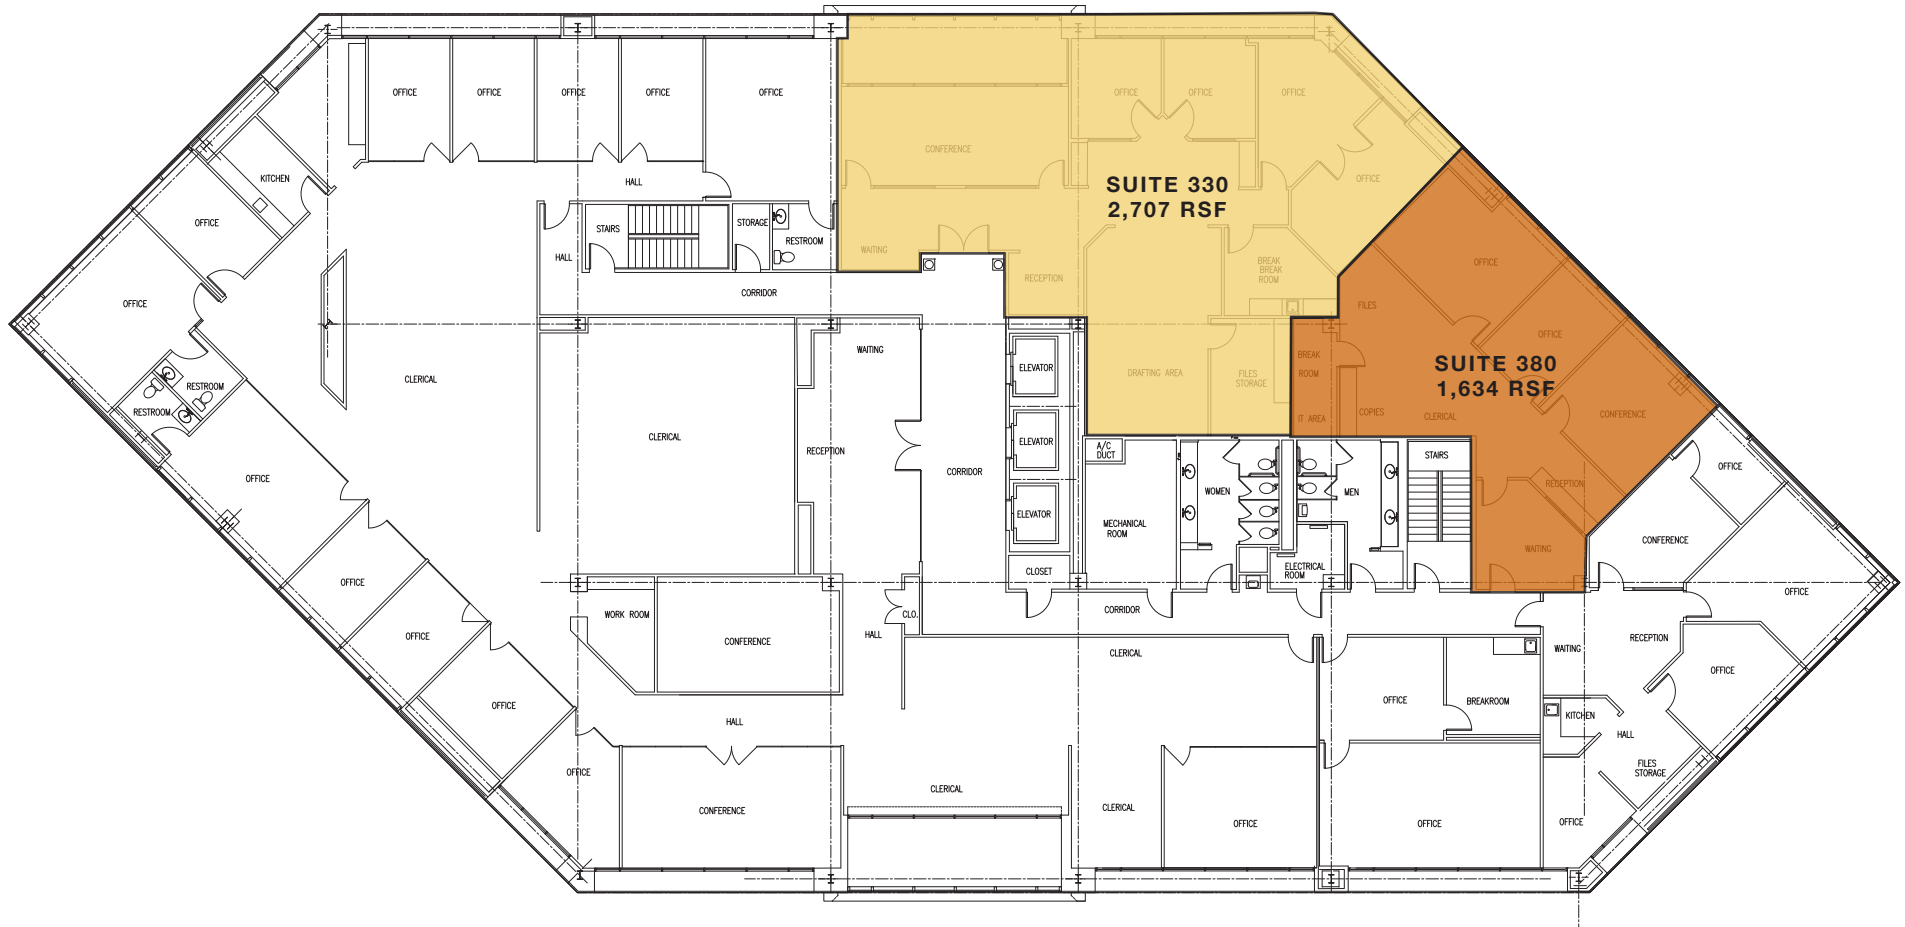 OFFICE
OFFICE
OFFICE
OFFICE
OFFICE
OFFICE
OFFICE
OFFICE
CONFERENCE
KITCHEN
HALL
OFFICE
SUITE 330
2,707 RSF
OFFICE
STAIRS
STORAGE
RESTROOM
WAITING
HALL
CORRIDOR
RECEPTION
BREAK
BREAK
ROOM
OFFICE
OFFICE
FILES
OFFICE
WAITING
ELEVATOR
DRAFTING AREA
FILES
STORAGE
BREAK
ROOM
IT AREA
COPIES
CLERICAL
SUITE 380
1,634 RSF
CONFERENCE
CLERICAL
RESTROOM
RESTROOM
CLERICAL
RECEPTION
CORRIDOR
ELEVATOR
ELEVATOR
A/C
DUCT
WOMEN
MEN
STAIRS
RECEPTION
OFFICE
OFFICE
MECHANICAL
ROOM
ELECTRICAL
ROOM
WAITING
CONFERENCE
CLOSET
OFFICE
OFFICE
WORK ROOM
CONFERENCE
CLO.
HALL
CORRIDOR
CLERICAL
OFFICE
WAITING
RECEPTION
OFFICE
OFFICE
HALL
OFFICE
BREAKROOM
OFFICE
KITCHEN
HALL
FILES
STORAGE
OFFICE
CONFERENCE
CLERICAL
CLERICAL
OFFICE
OFFICE
OFFICE